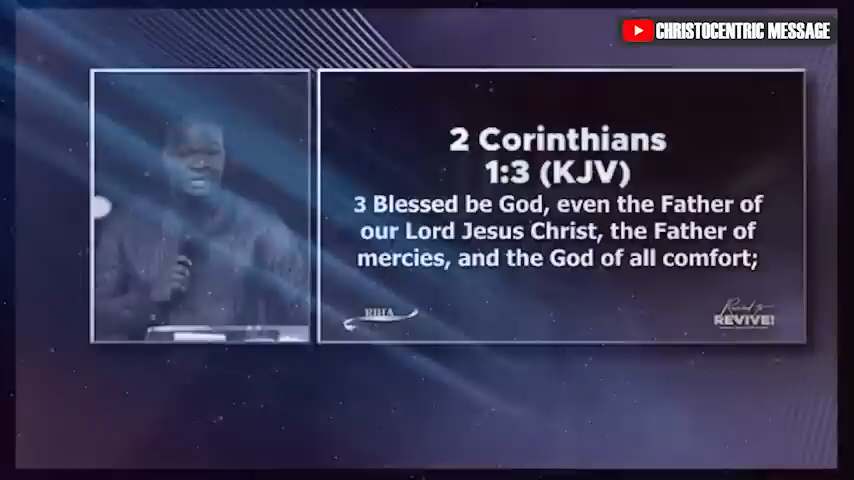 CHRISTOCENTRIC MESSAGE
2 Corinthians
1:3 (KJV)
3 Blessed be God, even the Father of
our Lord Jesus Christ, the Father of
mercies, and the God of all comfort;
REVIVE!